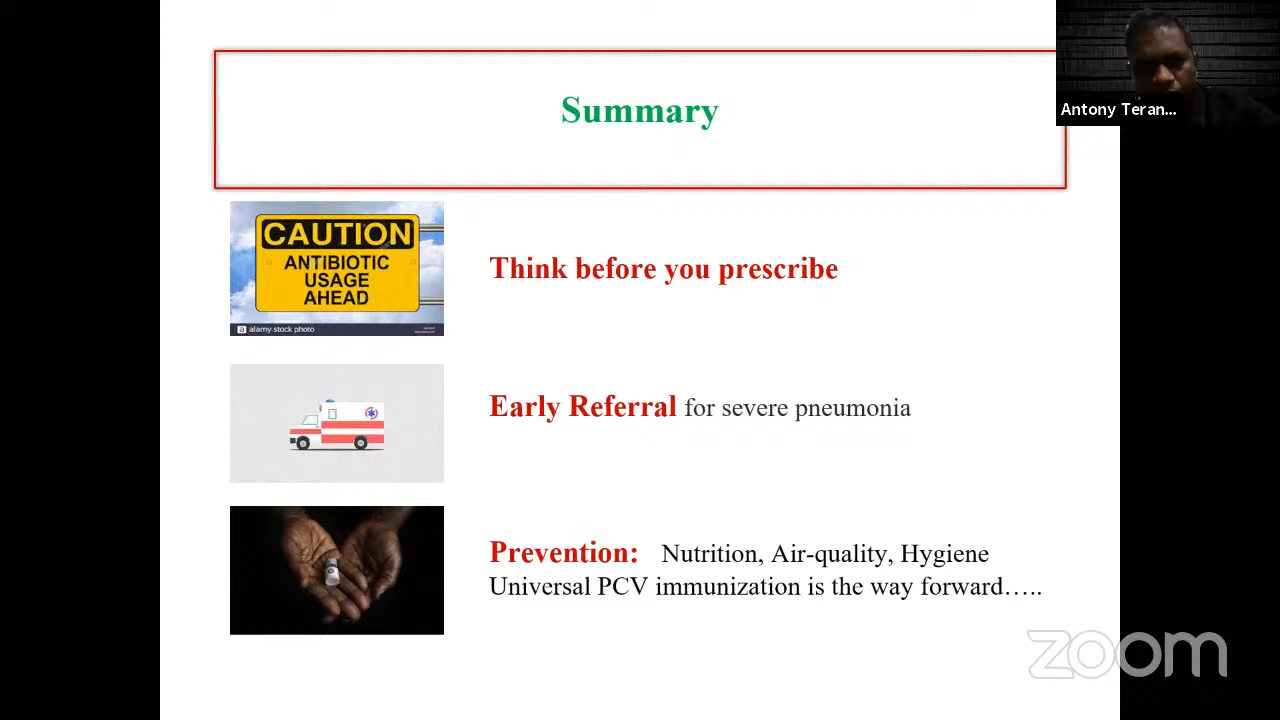 Summary
Antony Teran...
CAUTION
ANTIBIOTIC
USAGE
AHEAD
a alamy stock photo
Think before you prescribe
Early Referral for severe pneumonia
Prevention: Nutrition, Air-quality, Hygiene
Universal PCV immunization is the way forward…..
zoom